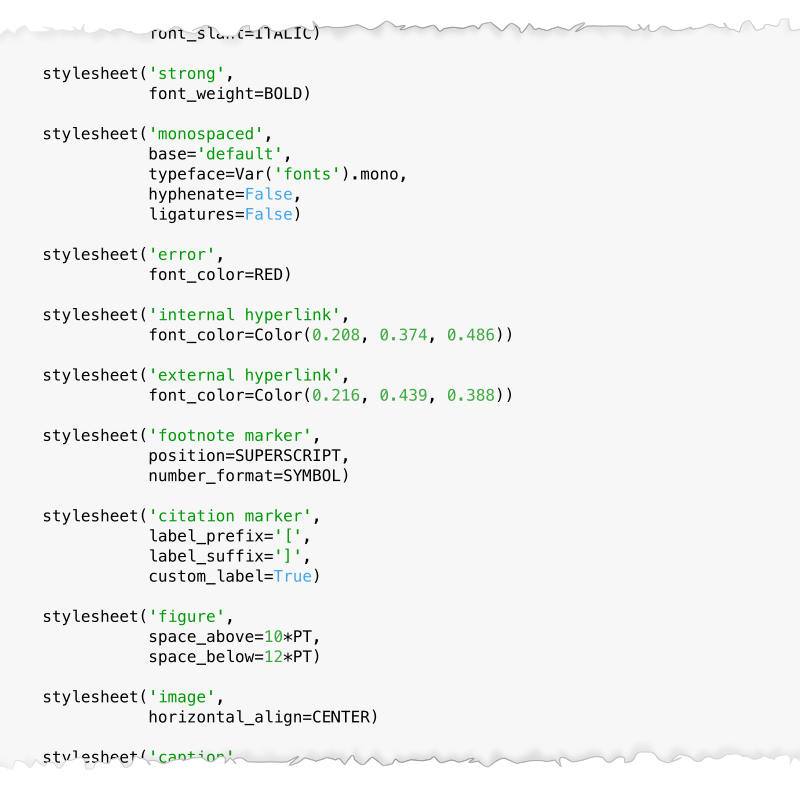 font_slant=ITALIC)
stylesheet('strong',
font_weight=BOLD)
stylesheet('monospaced',
base='default',
typeface=Var('fonts').mono,
hyphenate=False,
ligatures=False)
stylesheet('error',
font_color=RED)
stylesheet('internal hyperlink',
font_color=Color(0.208, 0.374, 0.486))
stylesheet('external hyperlink',
font_color=Color(0.216, 0.439, 0.388))
stylesheet('footnote marker',
position=SUPERSCRIPT,
number_format=SYMBOL)
stylesheet('citation marker',
label_prefix='[',
label_suffix=']',
custom_label=True)
stylesheet('figure',
space_above=10*PT,
space_below=12*PT)
stylesheet('image',
horizontal_align=CENTER)
stylesheet('caption'